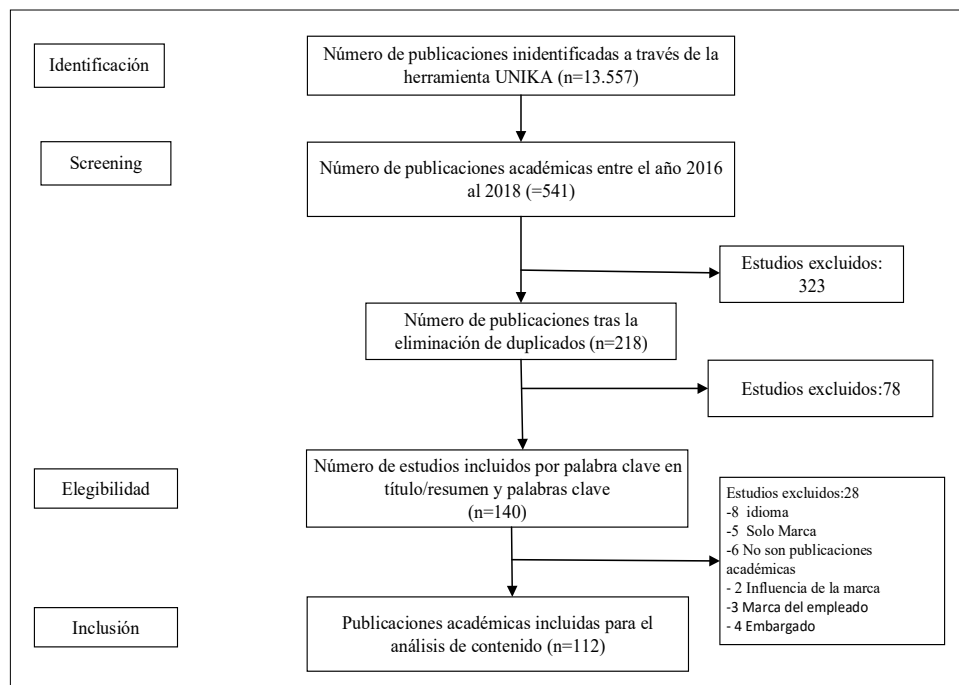 Identificación
Número de publicaciones inidentificadas a través de la
herramienta UNIKA (n=13.557)
Screening
Número de publicaciones académicas entre el año 2016
al 2018 (=541)
Estudios excluidos:
323
Número de publicaciones tras la
eliminación de duplicados (n=218)
Estudios excluidos:78
Elegibilidad
Número de estudios incluidos por palabra clave en
título/resumen y palabras clave
(n=140)
Estudios excluidos:28
-8 idioma
-5 Solo Marca
-6 No son publicaciones
académicas
- 2 Influencia de la marca
-3 Marca del empleado
- 4 Embargado
Inclusión
Publicaciones académicas incluidas para el
análisis de contenido (n=112)